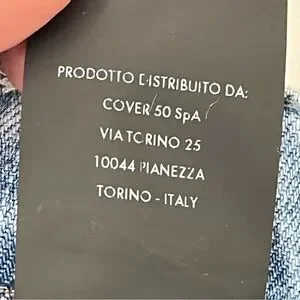 PRODOTTO DISTRIBUITO DA:
COVER 50 SpA
VIA TORINO 25
10044 PIANEZZA
TORINO - ITALY